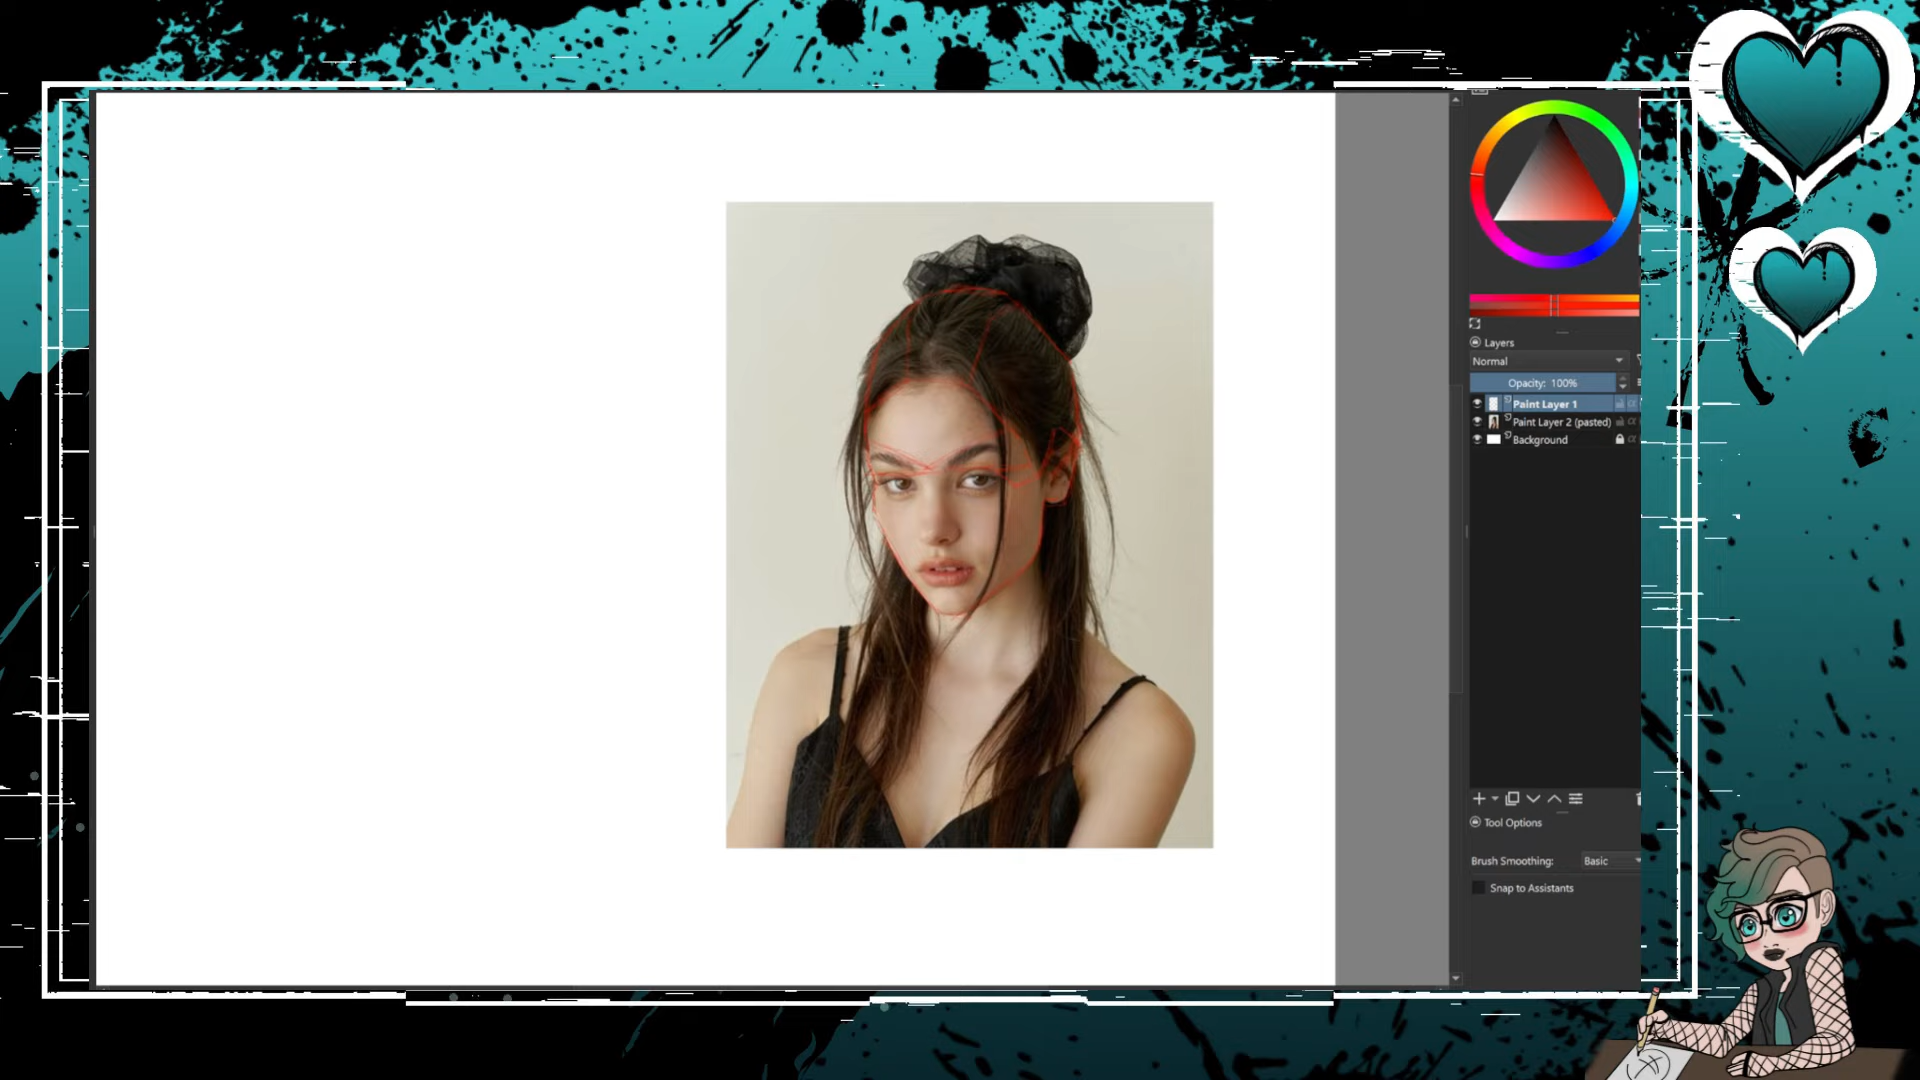 Layers
Normal
Opacity: 100%
Paint Layer 1
Paint Layer 2 (pasted)
Background
Tool Options
Brush Smoothing: Basic
Snap to Assistants